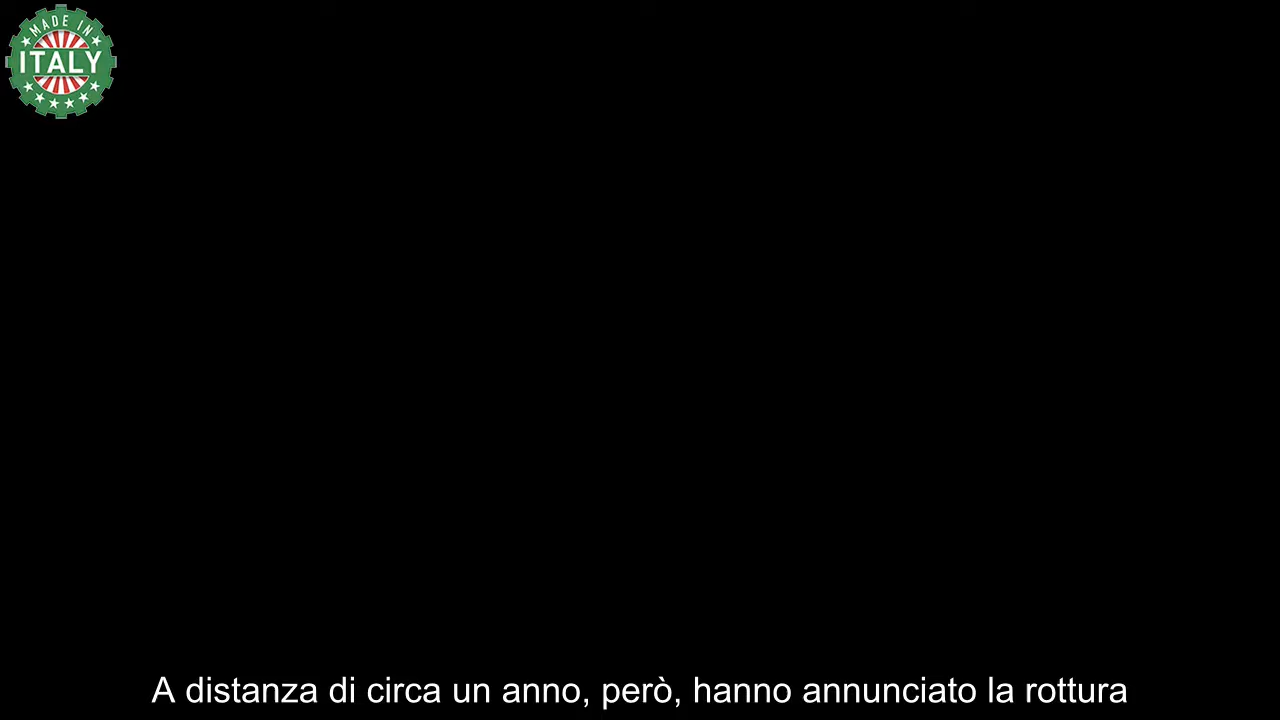 MADE IN
ITALY
A distanza di circa un anno, però, hanno annunciato la rottura